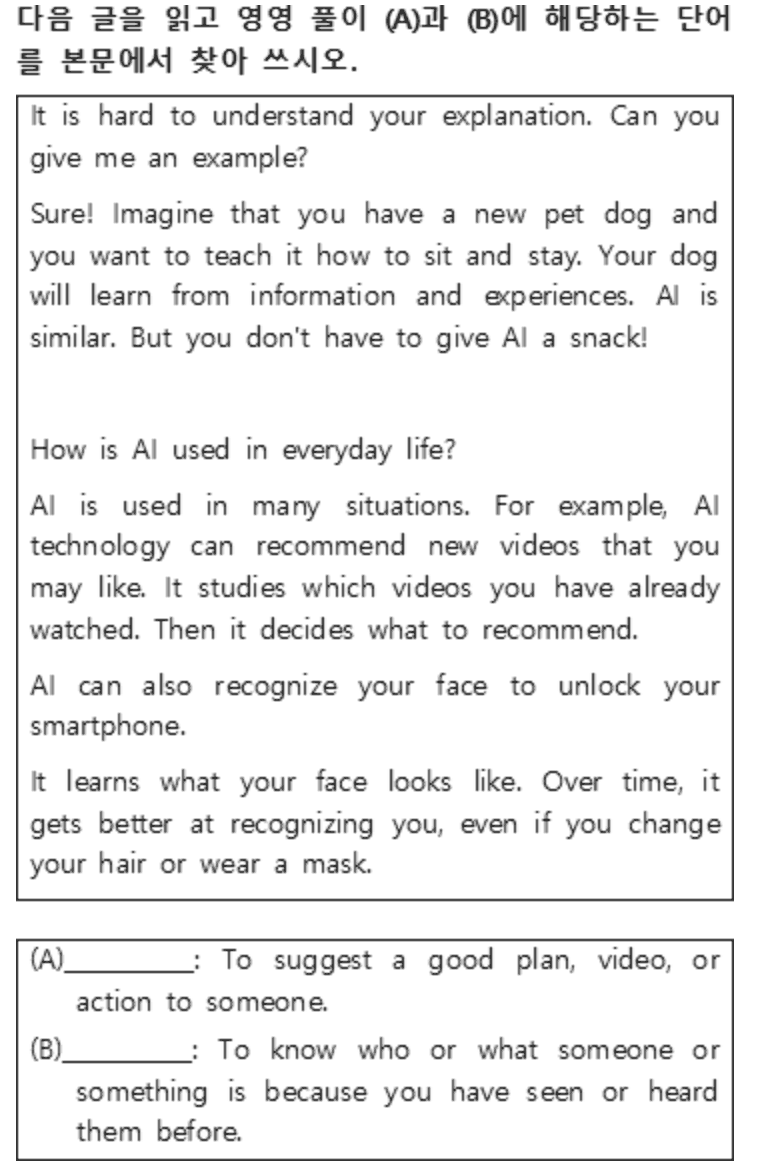 다음 글을 읽고 영영 풀이 (A)과 (B)에 해당하는 단어
를 본문에서 찾아 쓰시오.
It is hard to understand your explanation. Can you
give me an example?
Sure! Imagine that you have a new pet dog and
you want to teach it how to sit and stay. Your dog
will learn from information and experiences. AI is
similar. But you don't have to give AI a snack!
How is AI used in everyday life?
AI is used in many situations. For example, AI
technology can recommend new videos that you
may like. It studies which videos you have already
watched. Then it decides what to recommend.
AI can also recognize your face to unlock your
smartphone.
It learns what your face looks like. Over time, it
gets better at recognizing you, even if you change
your hair or wear a mask.
(A)__________: To suggest a good plan, video, or
action to someone.
(B)__________: To know who or what someone or
something is because you have seen or heard
them before.